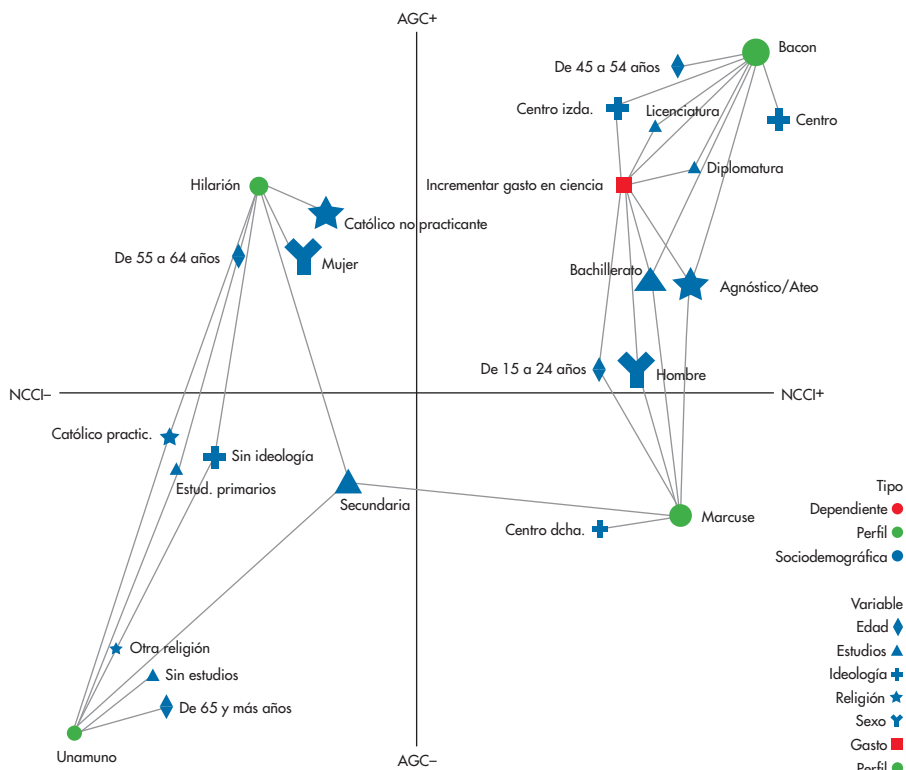 AGC+
Bacon
De 45 a 54 años
Centro izda.
Licenciatura
Centro
Diplomatura
Hilarión
Incrementar gasto en ciencia
Católico no practicante
De 55 a 64 años
Mujer
Bachillerato
Agnóstico/Ateo
De 15 a 24 años
Hombre
NCCI–
NCCI+
Católico practic.
Sin ideología
Estud. primarios
Secundaria
Marcuse
Centro dcha.
Otra religión
Sin estudios
De 65 y más años
Unamuno
AGC–
Tipo
Dependiente
Perfil
Sociodemográfica
Variable
Edad
Estudios
Ideología
Religión
Sexo
Gasto
Perfil